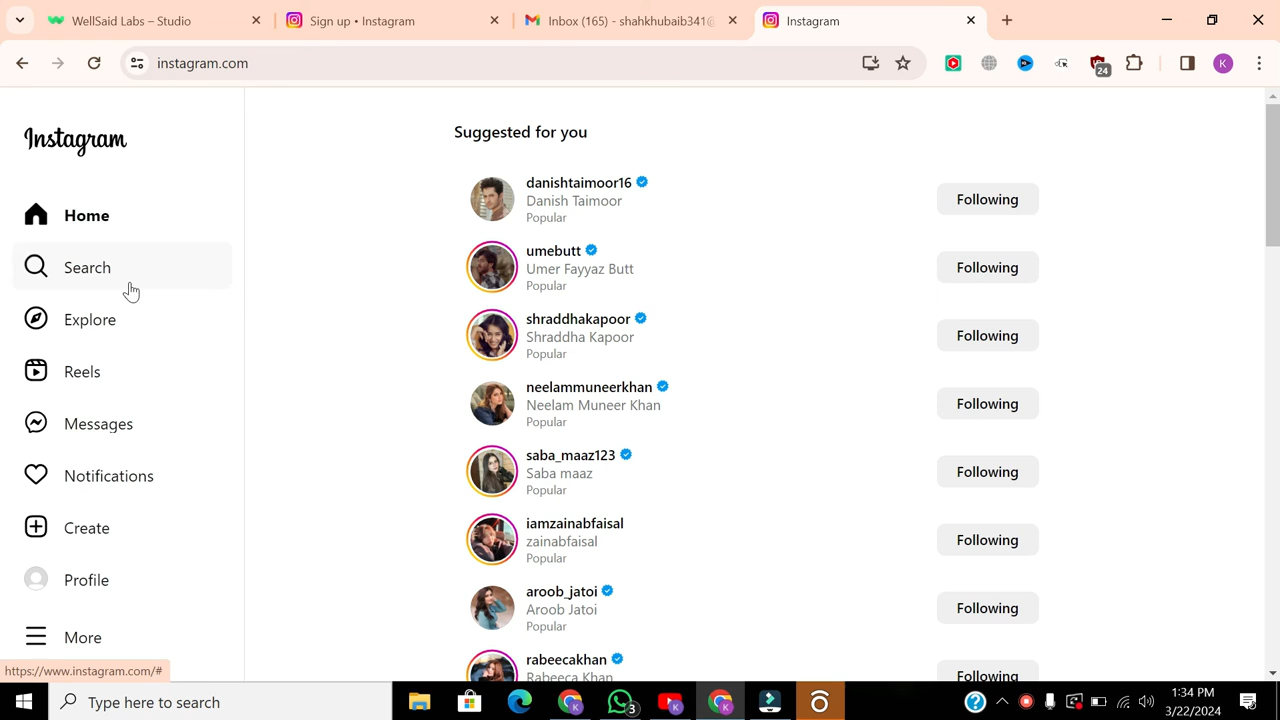 WellSaid Labs – Studio
Sign up • Instagram
Inbox (165) - shahkhubaib341@
Instagram
instagram.com
24
K
Instagram
Home
Search
Explore
Reels
Messages
Notifications
Create
Profile
More
https://www.instagram.com/#
Suggested for you
danishtaimoor16
Danish Taimoor
Popular
Following
umebutt
Umer Fayyaz Butt
Popular
Following
shraddhakapoor
Shraddha Kapoor
Popular
Following
neelammuneerkhan
Neelam Muneer Khan
Popular
Following
saba_maaz123
Saba maaz
Popular
Following
iamzainabfaisal
zainabfaisal
Popular
Following
aroob_jatoi
Aroob Jatoi
Popular
Following
rabeecakhan
Rabeeca Khan
Following
Type here to search
K
3
K
K
1:34 PM
3/22/2024